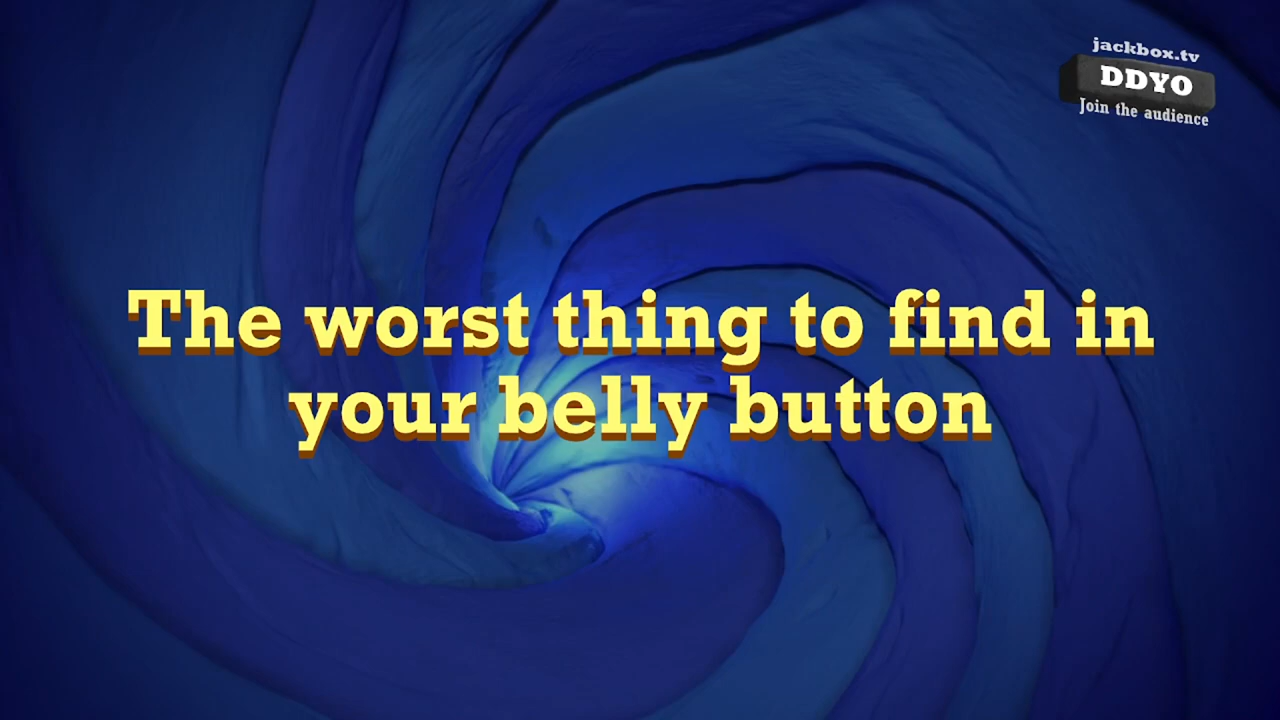 jackbox.tv
DDYO
Join the audience
The worst thing to find in
your belly button